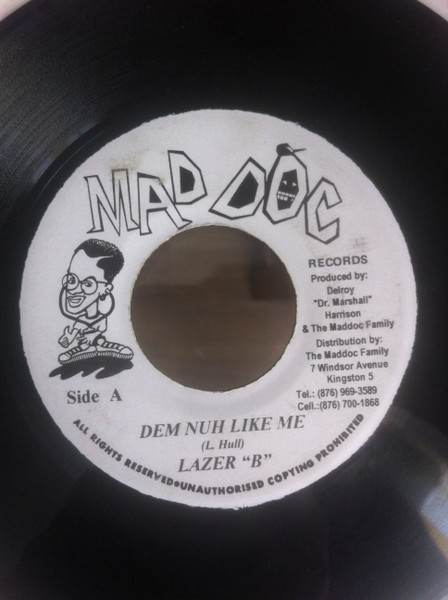 MAD DOC
RECORDS
Produced by:
Delroy
"Dr. Marshall"
Harrison
& The Maddoc Family
Distribution by:
The Maddoc Family
7 Windsor Avenue
Kingston 5
Tel.: (876) 969-3589
Cell.:(876) 700-1868
Side A
DEM NUH LIKE ME
(L. Hull)
LAZER "B"
ALL RIGHTS RESERVED•UNAUTHORISED COPYING PROHIBITED